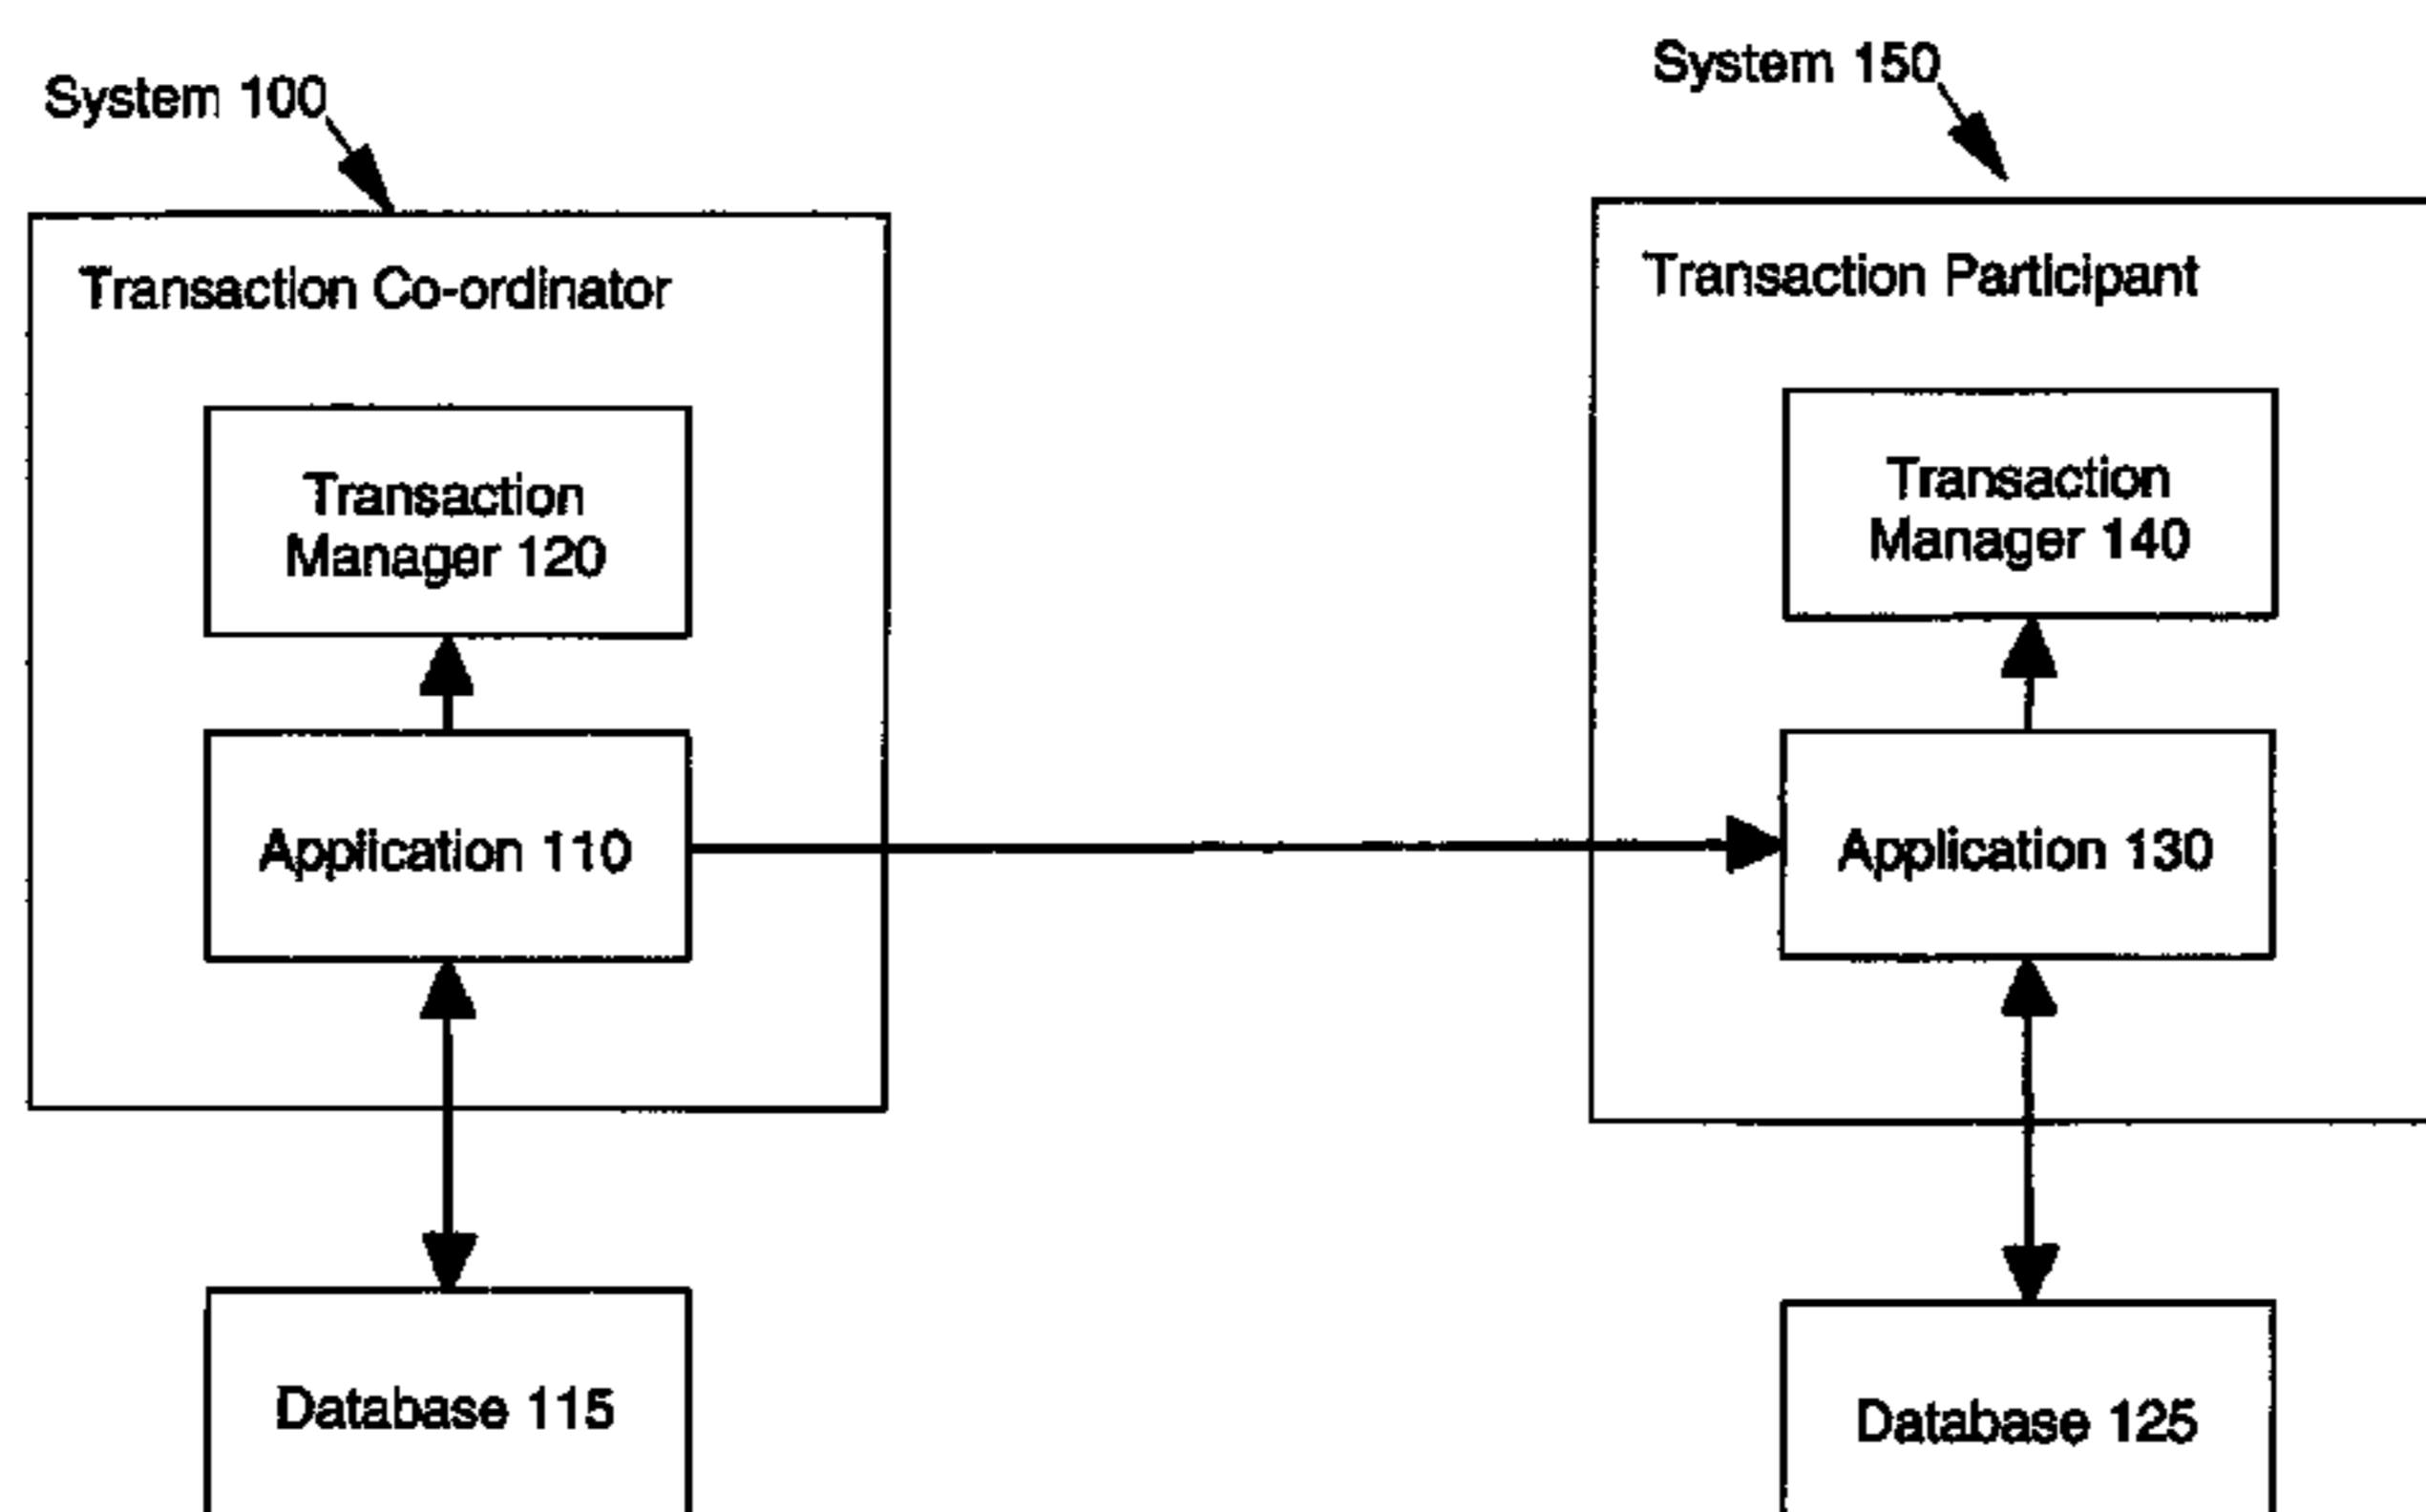 System 100
Transaction Co-ordinator
Transaction
Manager 120
Application 110
Database 115
System 150
Transaction Participant
Transaction
Manager 140
Application 130
Database 125